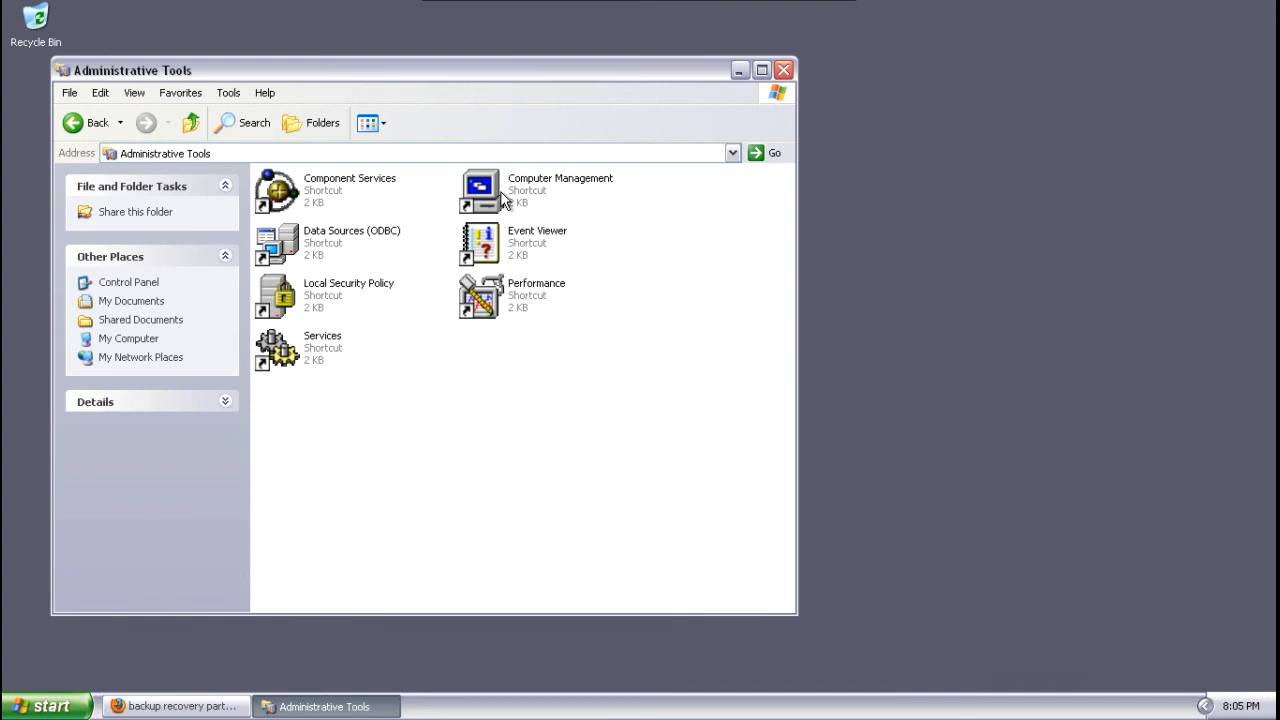 Recycle Bin
Administrative Tools
File Edit View Favorites Tools Help
Back Search Folders
Address Administrative Tools Go
File and Folder Tasks
Share this folder
Other Places
Control Panel
My Documents
Shared Documents
My Computer
My Network Places
Details
Component Services
Shortcut
2 KB
Computer Management
Shortcut
KB
Data Sources (ODBC)
Shortcut
2 KB
Event Viewer
Shortcut
2 KB
Local Security Policy
Shortcut
2 KB
Performance
Shortcut
2 KB
Services
Shortcut
2 KB
start backup recovery part... Administrative Tools 8:05 PM